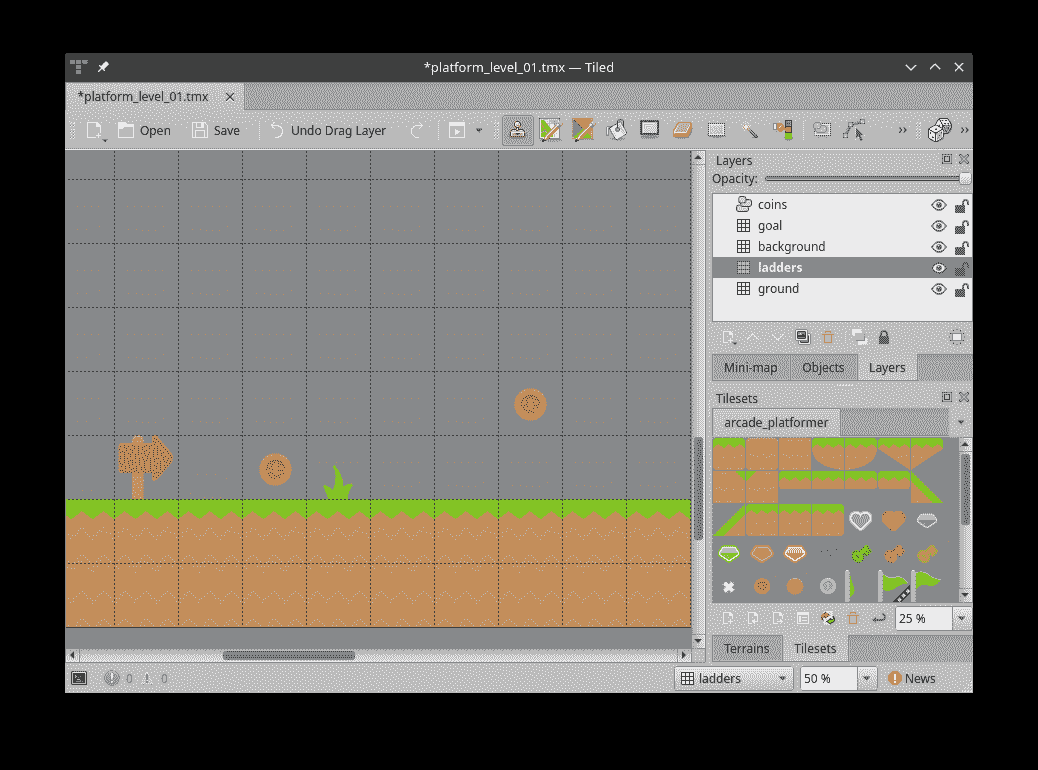 *platform_level_01.tmx — Tiled
*platform_level_01.tmx
Open
Save
Undo Drag Layer
Layers
Opacity:
coins
goal
background
ladders
ground
Mini-map
Objects
Layers
Tilesets
arcade_platformer
25 %
Terrains
Tilesets
0
0
ladders
50 %
News